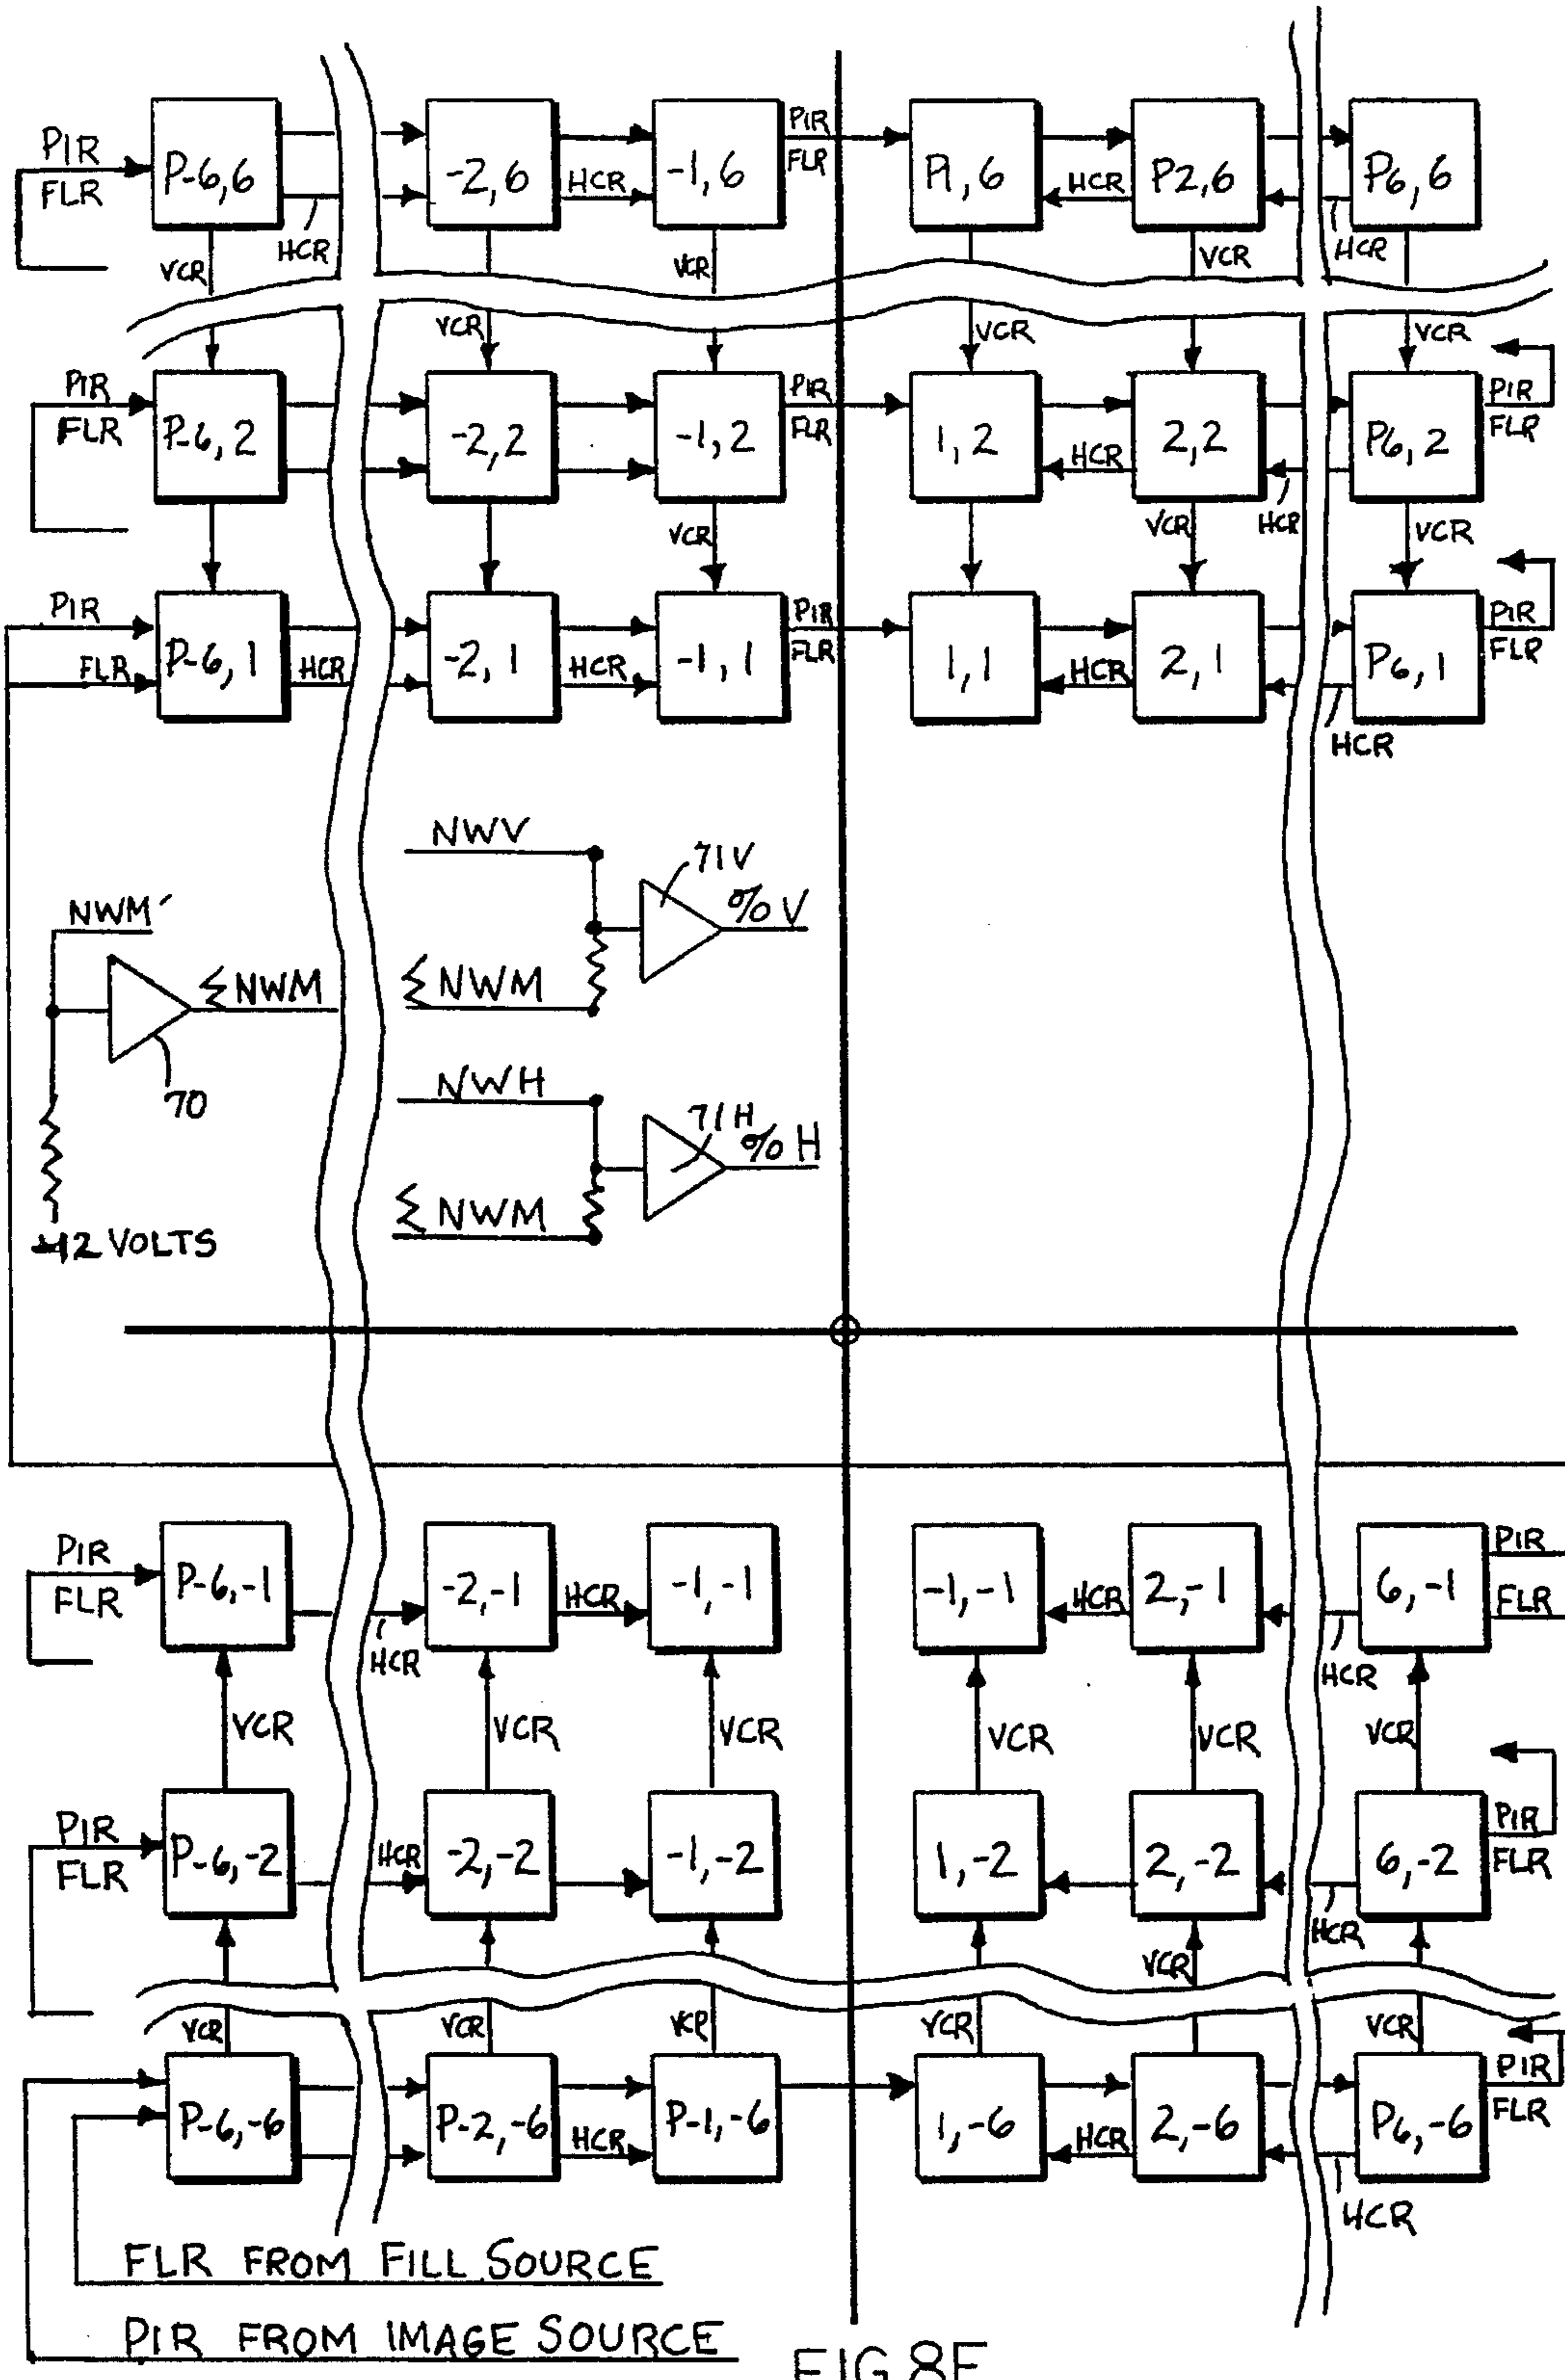 PIR
FLR
P-6,6
HCR
VCR
-2,6
HCR
-1,6
VCR
PIR
FLR
P1,6
HCR
P2,6
VCR
HCR
P6,6
PIR
FLR
P-6,2
VCR
-2,2
-1,2
VCR
PIR
FLR
VCR
1,2
HCR
2,2
VCR
HCR
VCR
P6,2
VCR
PIR
FLR
PIR
FLR
P-6,1
HCR
-2,1
HCR
-1,1
PIR
FLR
1,1
HCR
2,1
P6,1
HCR
PIR
FLR
NWV
71V
% V
Σ NWM
NWM'
Σ NWM
70
NWH
71H
% H
Σ NWM
12 VOLTS
PIR
FLR
P-6,-1
HCR
-2,-1
HCR
-1,-1
-1,-1
HCR
2,-1
HCR
6,-1
PIR
FLR
VCR
VCR
VCR
VCR
VCR
VCR
PIR
FLR
P-6,-2
HCR
-2,-2
-1,-2
1,-2
2,-2
HCR
6,-2
PIR
FLR
VCR
VCR
VCR
VCR
VCR
VCR
P-6,-6
P-2,-6
HCR
P-1,-6
1,-6
HCR
2,-6
P6,-6
HCR
PIR
FLR
FLR FROM FILL SOURCE
PIR FROM IMAGE SOURCE